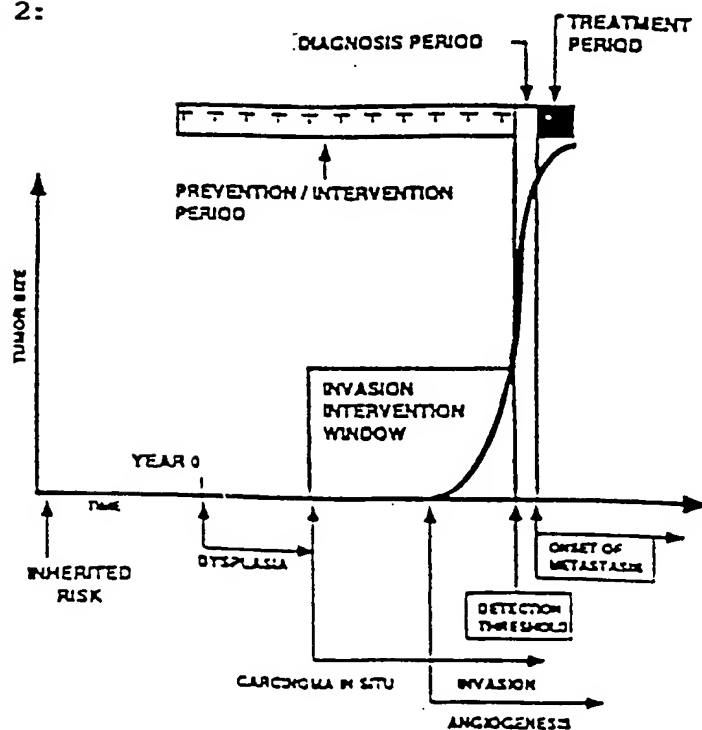 2:
DIAGNOSIS PERIOD
TREATMENT
PERIOD
PREVENTION / INTERVENTION
PERIOD
TUMOR SIZE
INVASION
INTERVENTION
WINDOW
YEAR 0
TIME
INHERITED
RISK
DYSPLASIA
ONSET OF
METASTASIS
DETECTION
THRESHOLD
CARCINOMA IN SITU
INVASION
ANGIOGENESIS